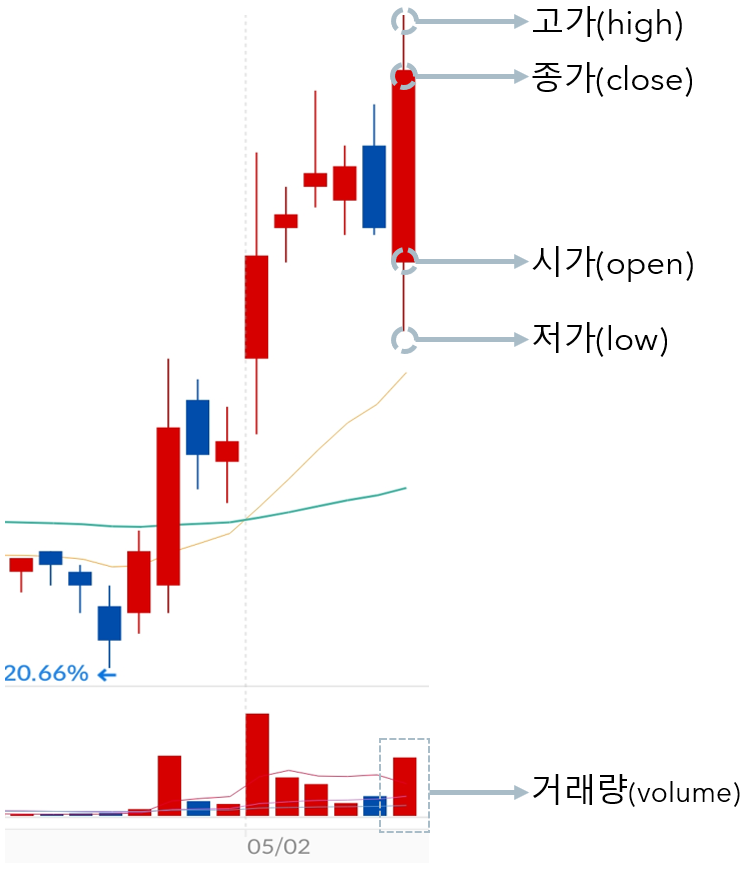 고가(high)
종가(close)
시가(open)
저가(low)
20.66% ←
거래량(volume)
05/02